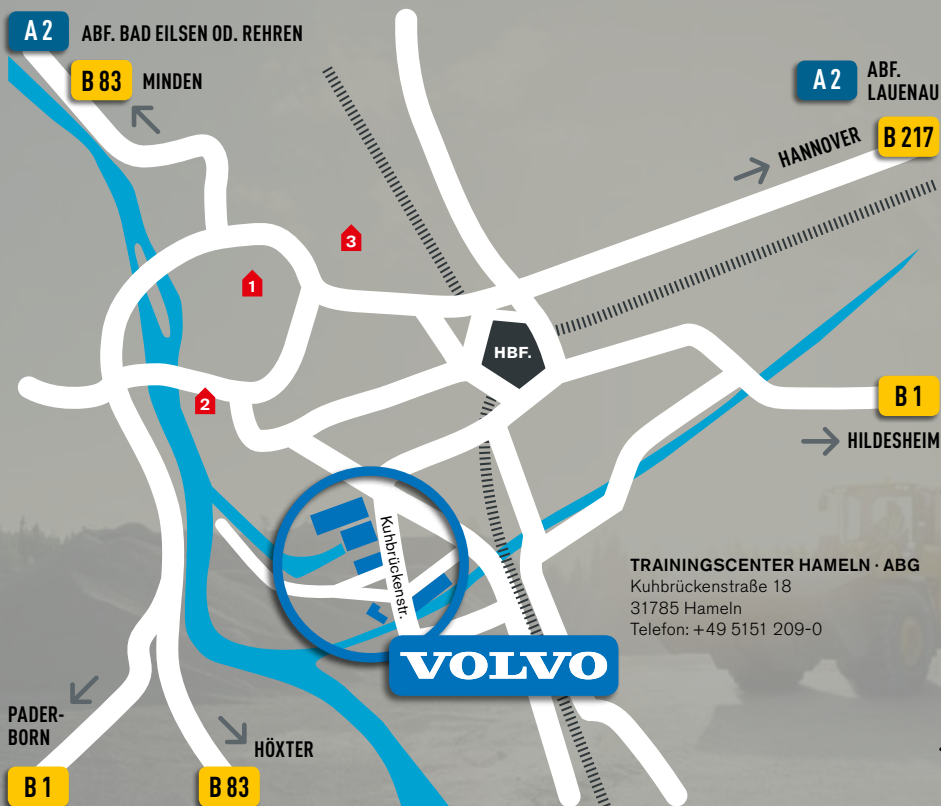 A 2
ABF. BAD EILSEN OD. REHREN
B 83
MINDEN
A 2
ABF.
LAUENAU
HANNOVER
B 217
3
1
HBF.
2
B 1
HILDESHEIM
Kuhbrückenstr.
TRAININGSCENTER HAMELN · ABG
Kuhbrückenstraße 18
31785 Hameln
Telefon: +49 5151 209-0
VOLVO
PADER-
BORN
HÖXTER
B 1
B 83